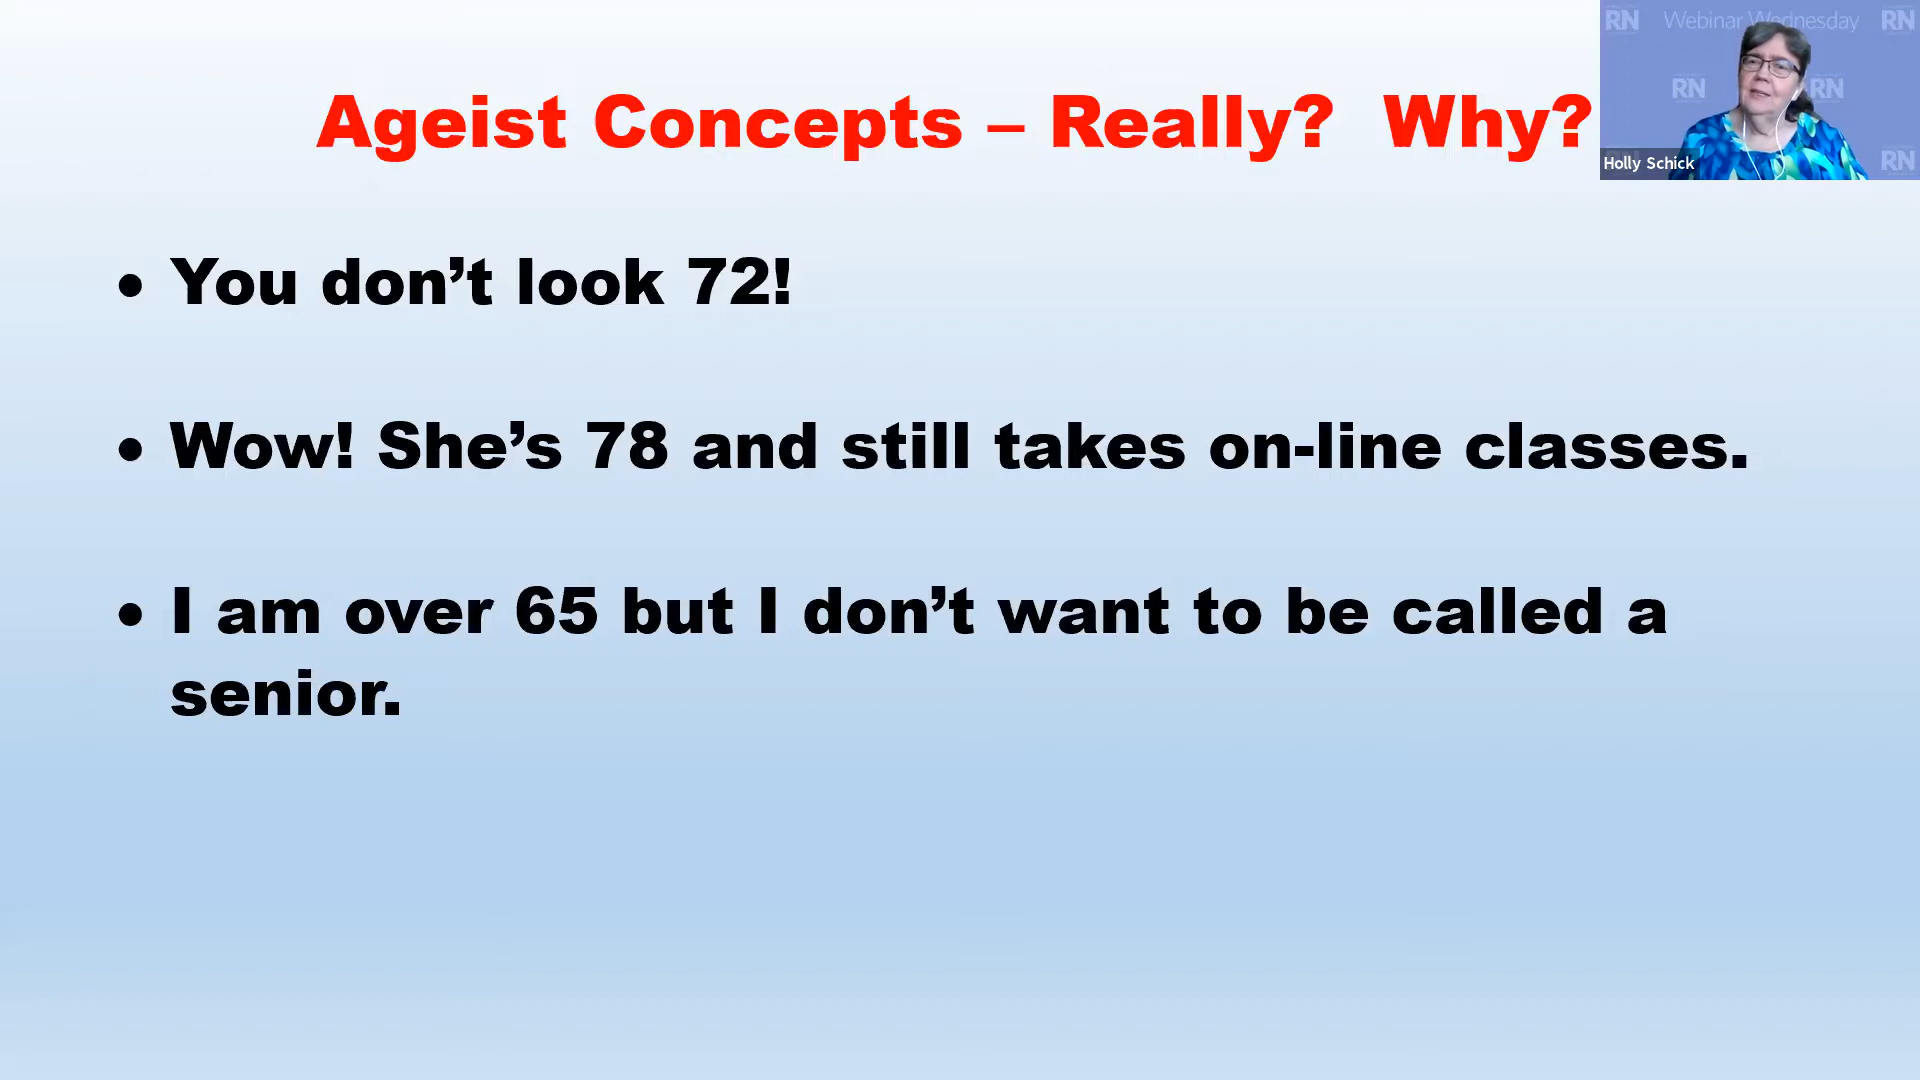 Ageist Concepts – Really?  Why?
• You don’t look 72!
• Wow! She’s 78 and still takes on-line classes.
• I am over 65 but I don’t want to be called a
senior.
RN Webinar Wednesday RN
RN RN
Holly Schick RN